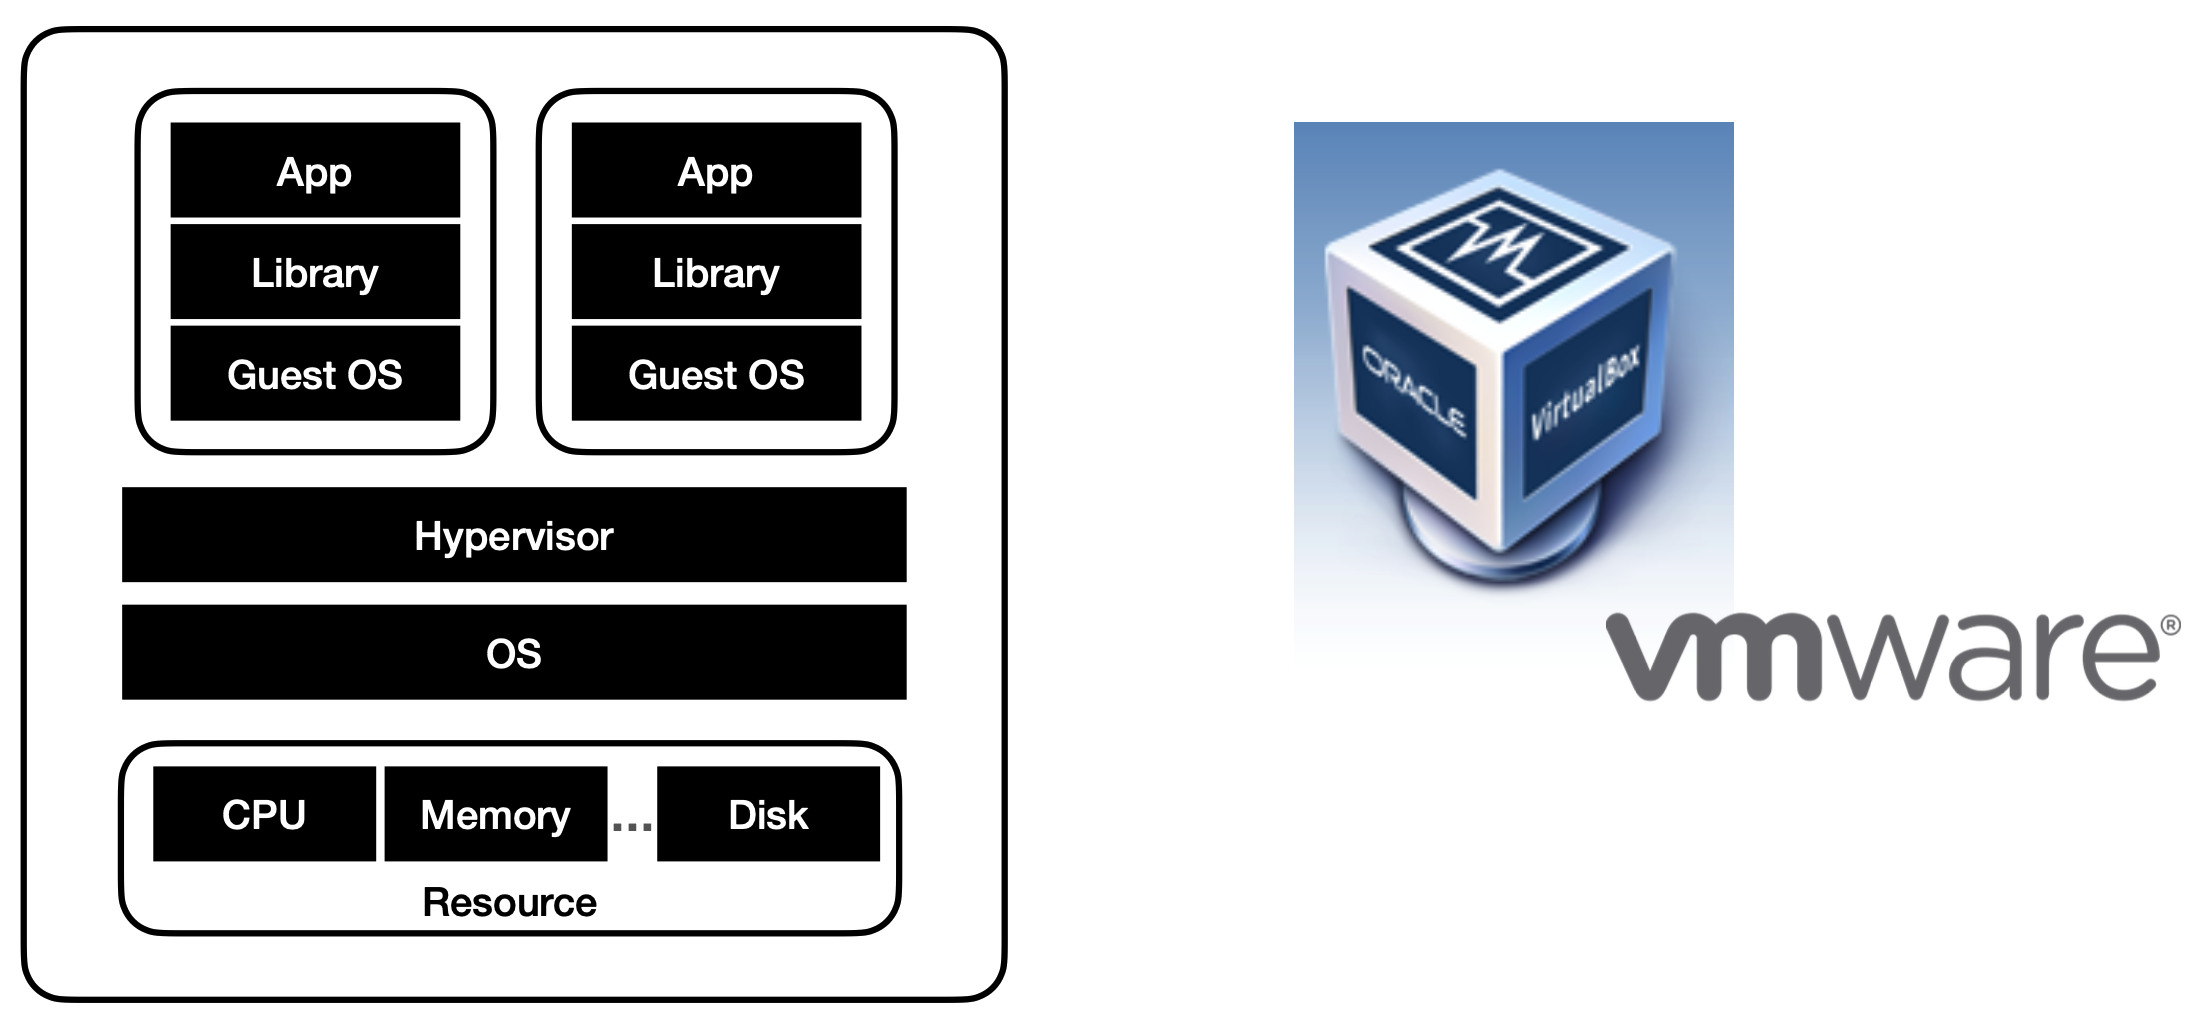 App
Library
Guest OS
App
Library
Guest OS
Hypervisor
OS
CPU
Memory
...
Disk
Resource
ORACLE
VirtualBox
vmware®